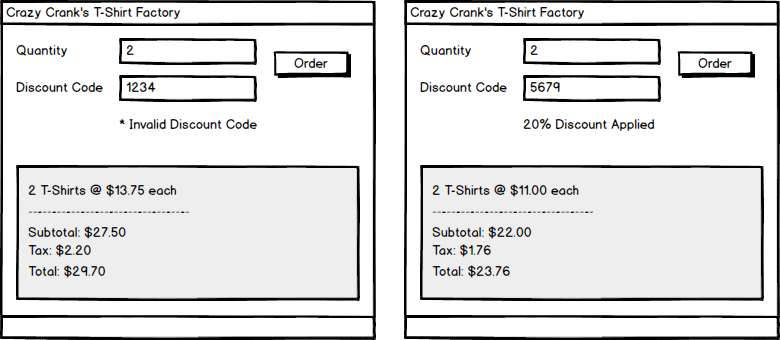 Crazy Crank's T-Shirt Factory
Quantity
2
Order
Discount Code
1234
* Invalid Discount Code
2 T-Shirts @ $13.75 each
--------------------------------
Subtotal: $27.50
Tax: $2.20
Total: $29.70
Crazy Crank's T-Shirt Factory
Quantity
2
Order
Discount Code
5679
20% Discount Applied
2 T-Shirts @ $11.00 each
--------------------------------
Subtotal: $22.00
Tax: $1.76
Total: $23.76